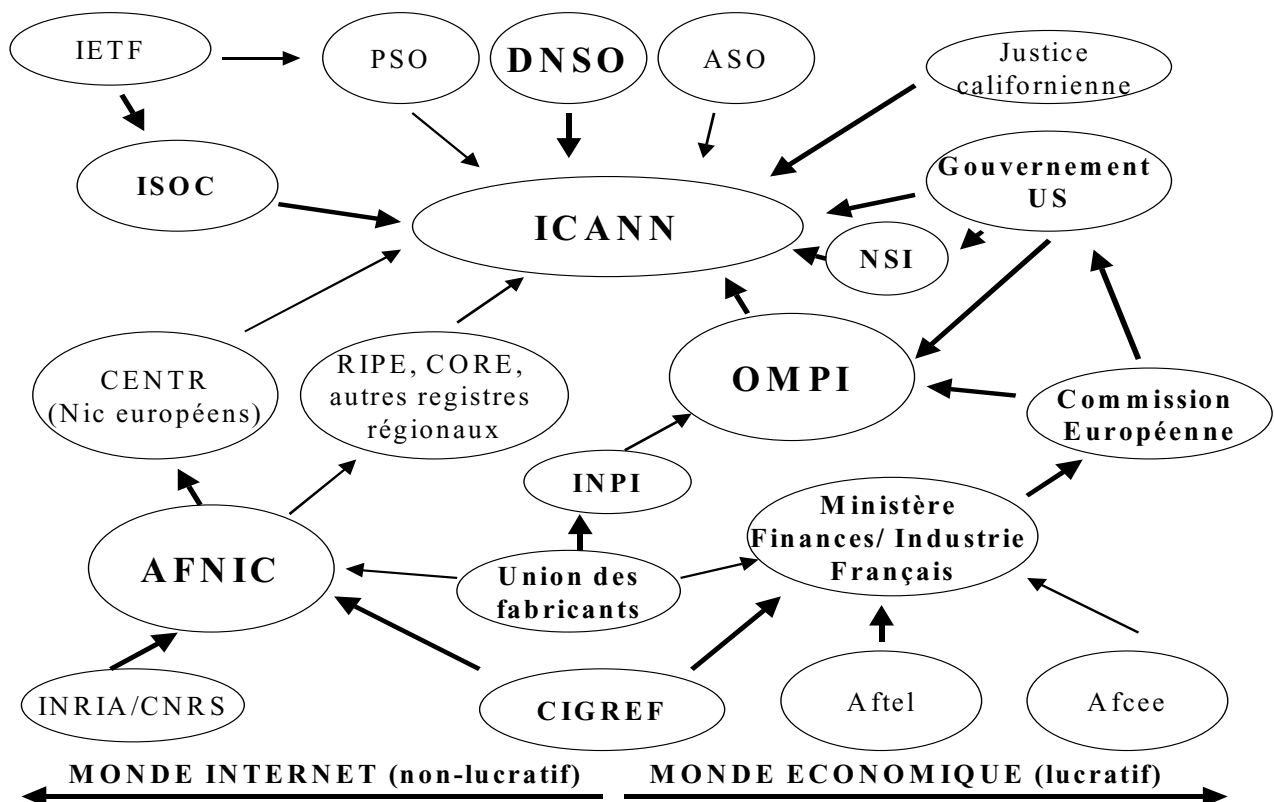 IETF
PSO
DNSO
ASO
Justice
californienne
ISOC
Gouvernement
US
ICANN
NSI
CENTR
(Nic européens)
RIPE, CORE,
autres registres
régionaux
OMPI
Commission
Européenne
INPI
Ministère
Finances/ Industrie
Français
AFNIC
Union des
fabricants
INRIA/CNRS
CIGREF
Aftel
Afcee
MONDE INTERNET (non-lucratif)
MONDE ECONOMIQUE (lucratif)